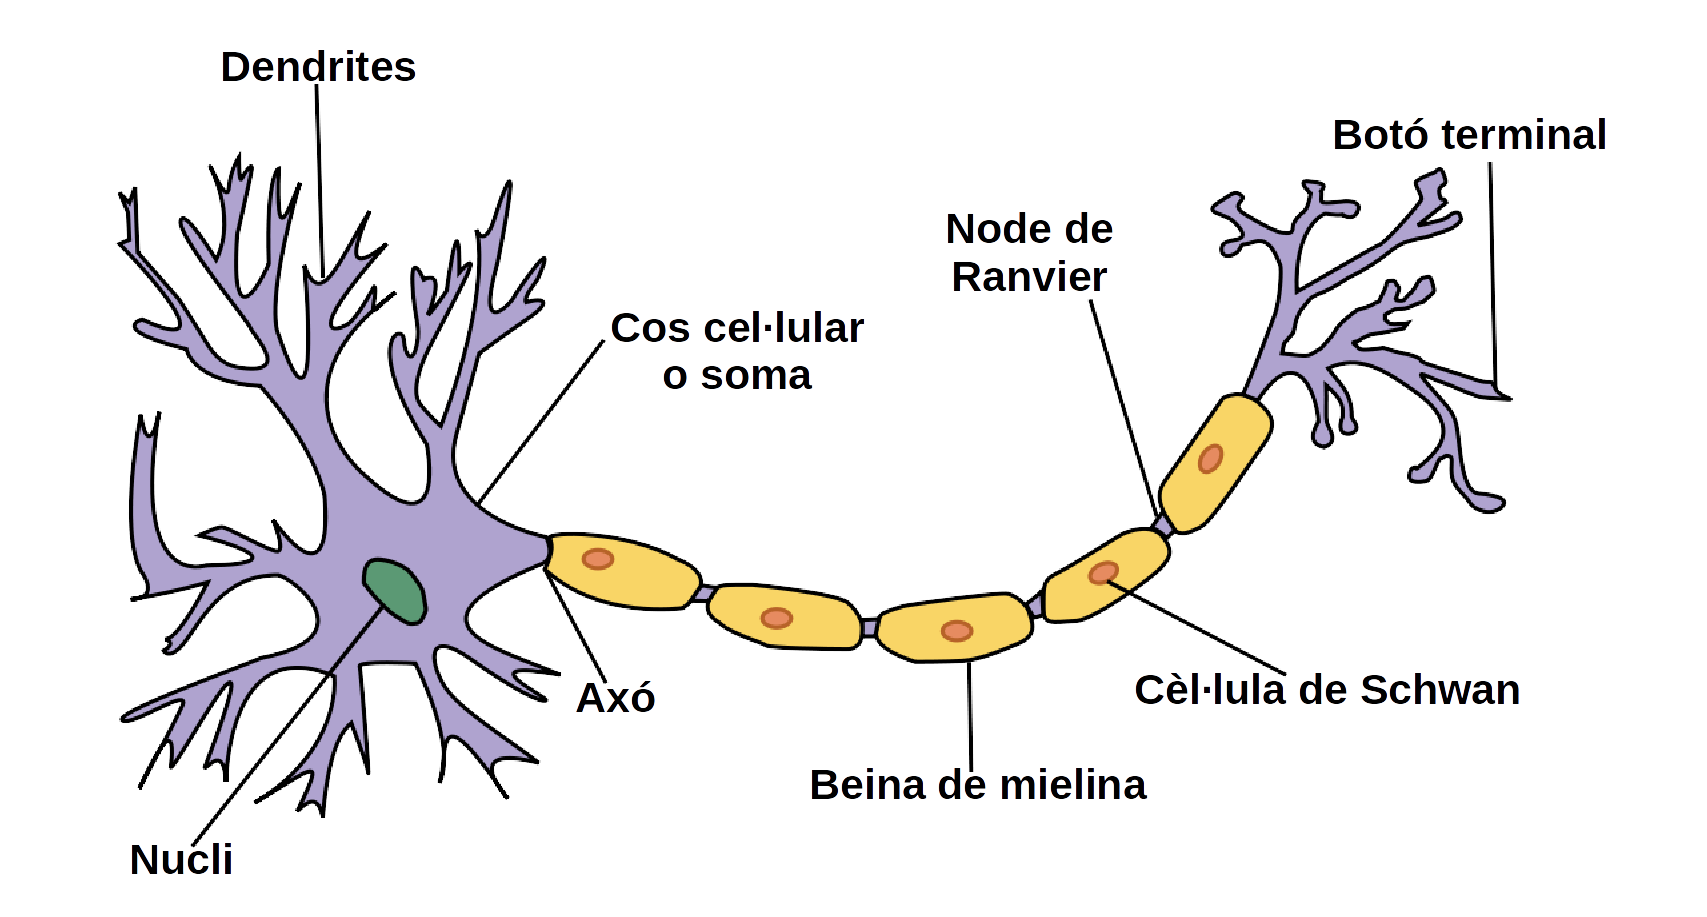 Dendrites
Botó terminal
Node de
Ranvier
Cos cel·lular
o soma
Axó
Cèl·lula de Schwan
Beina de mielina
Nucli